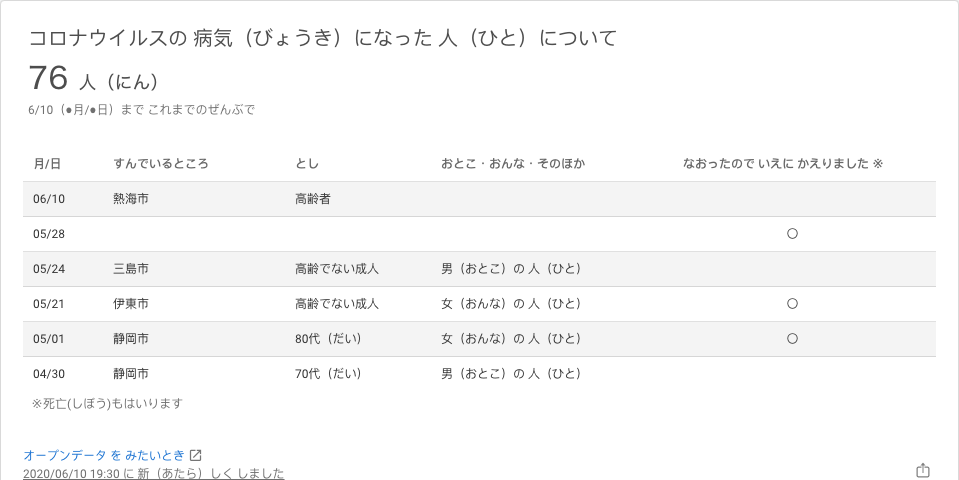 コロナウイルスの 病気（びょうき）になった 人（ひと）について
76 人（にん）
6/10（●月/●日）まで これまでのぜんぶで
月/日 すんでいるところ とし おとこ・おんな・そのほか なおったので いえに かえりました ※
06/10 熱海市 高齢者
05/28 〇
05/24 三島市 高齢でない成人 男（おとこ）の 人（ひと）
05/21 伊東市 高齢でない成人 女（おんな）の 人（ひと） 〇
05/01 静岡市 80代（だい） 女（おんな）の 人（ひと） 〇
04/30 静岡市 70代（だい） 男（おとこ）の 人（ひと）
※死亡(しぼう)もはいります
オープンデータ を みたいとき
2020/06/10 19:30 に 新（あたら）しく しました